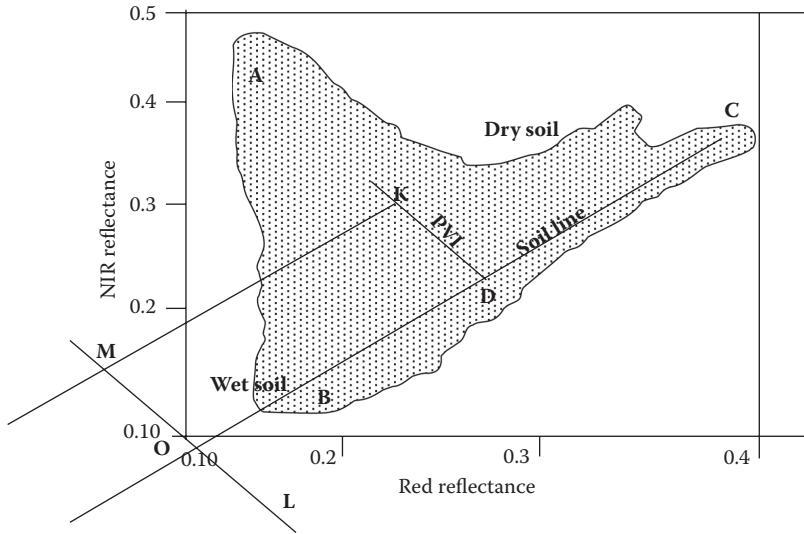 0.5
A
0.4
C
Dry soil
K
0.3
PVI
Soil line
NIR reflectance
D
0.2
M
Wet soil
B
0.10
O
0.10
0.2
0.3
0.4
Red reflectance
L